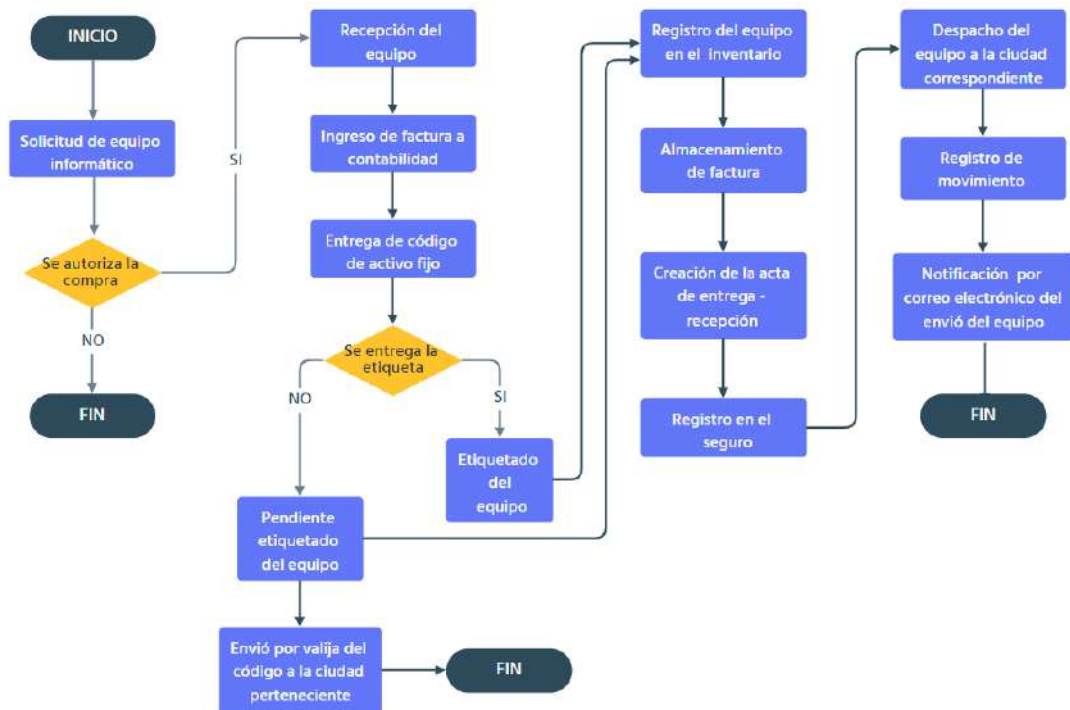 INICIO
Solicitud de equipo
informático
Se autoriza la
compra
SI
NO
FIN
Recepción del
equipo
Ingreso de factura a
contabilidad
Entrega de código
de activo fijo
Se entrega la
etiqueta
NO
SI
Etiquetado
del
equipo
Pendiente
etiquetado
del equipo
Envió por valija del
código a la ciudad
perteneciente
FIN
Registro del equipo
en el inventario
Almacenamiento
de factura
Creación de la acta
de entrega -
recepción
Registro en el
seguro
Despacho del
equipo a la ciudad
correspondiente
Registro de
movimiento
Notificación por
correo electrónico del
envió del equipo
FIN